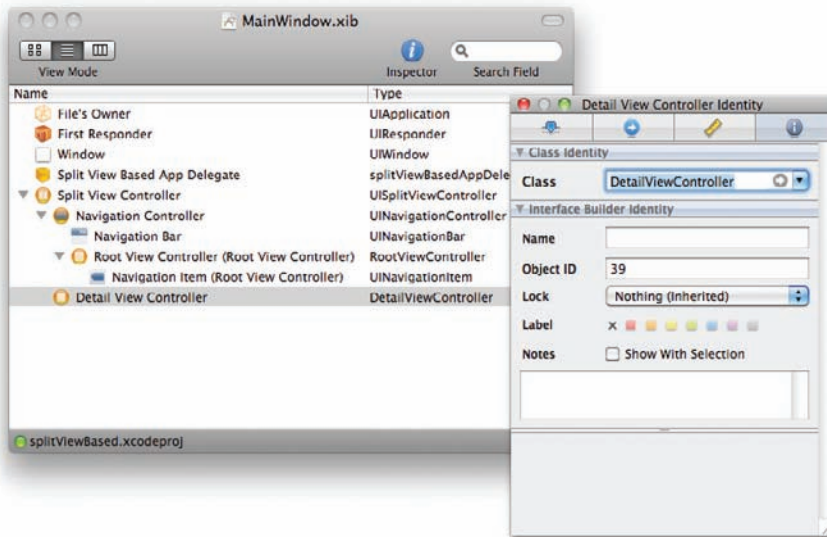 MainWindow.xib
View Mode
Inspector
Search Field
Name Type
File's Owner UIApplication
First Responder UIResponder
Window UIWindow
Split View Based App Delegate splitViewBasedAppDele
Split View Controller UISplitViewController
Navigation Controller UINavigationController
Navigation Bar UINavigationBar
Root View Controller (Root View Controller) RootViewController
Navigation Item (Root View Controller) UINavigationItem
Detail View Controller DetailViewController
splitViewBased.xcodeproj
Detail View Controller Identity
Class Identity
Class DetailViewController
Interface Builder Identity
Name
Object ID 39
Lock Nothing (Inherited)
Label X
Notes Show With Selection